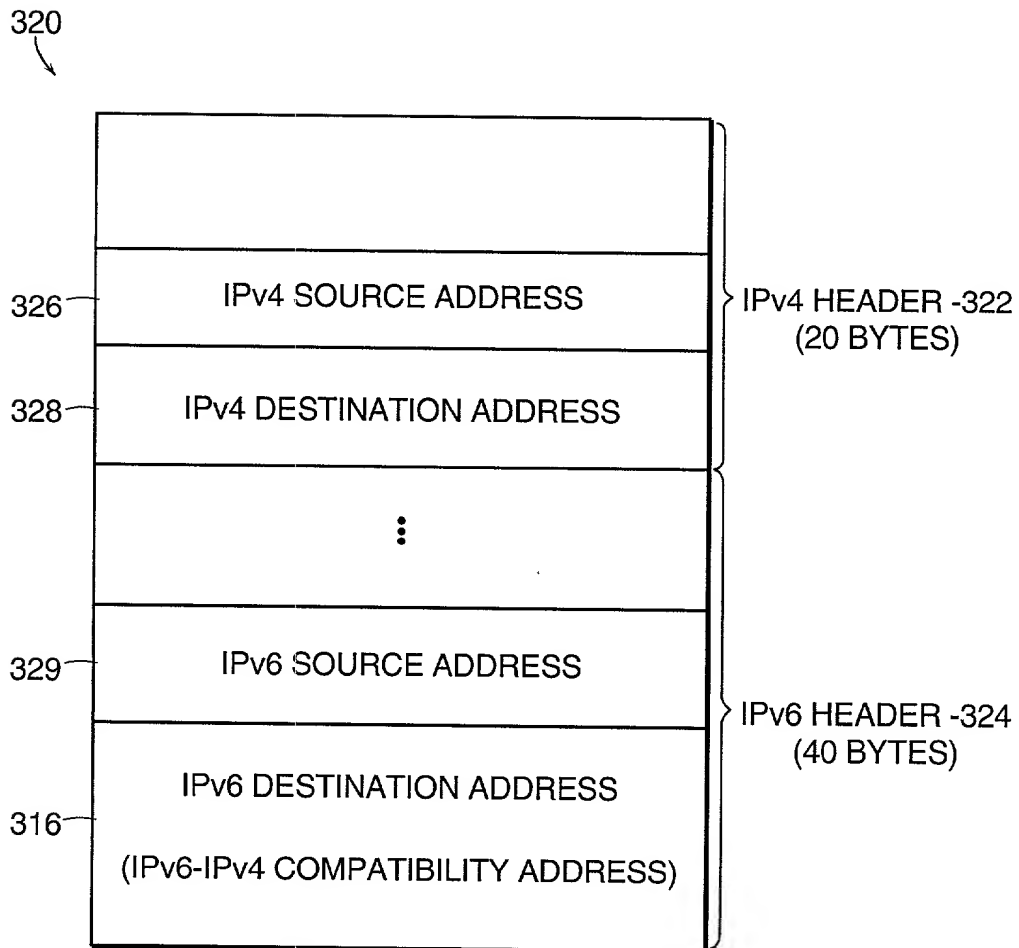 320
326
IPv4 SOURCE ADDRESS
IPv4 HEADER -322
(20 BYTES)
328
IPv4 DESTINATION ADDRESS
329
IPv6 SOURCE ADDRESS
IPv6 HEADER -324
(40 BYTES)
316
IPv6 DESTINATION ADDRESS
(IPv6-IPv4 COMPATIBILITY ADDRESS)